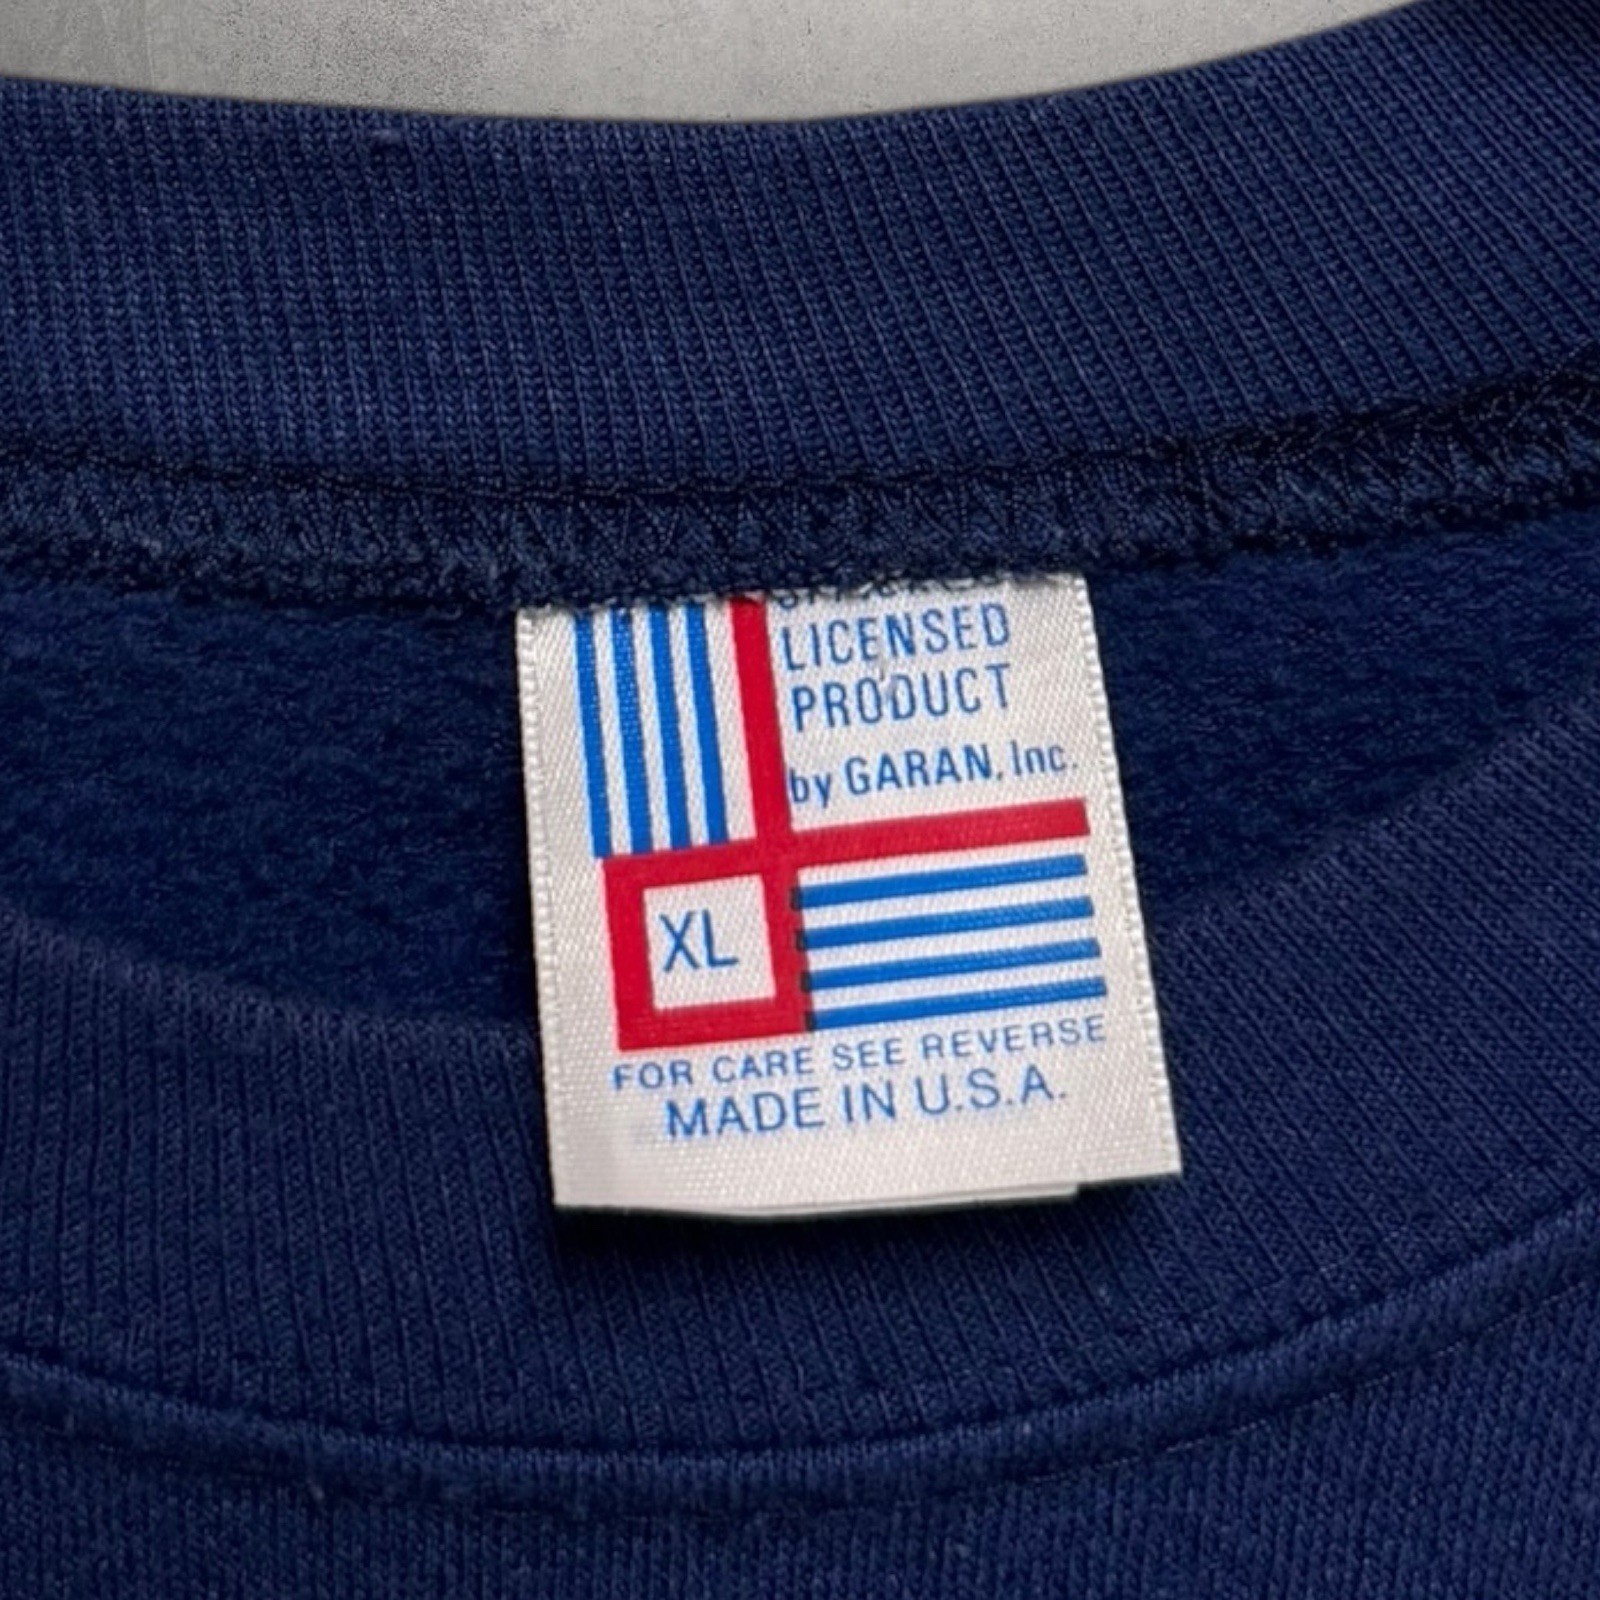 LICENSED
PRODUCT
by GARAN, Inc.
XL
FOR CARE SEE REVERSE
MADE IN U.S.A.